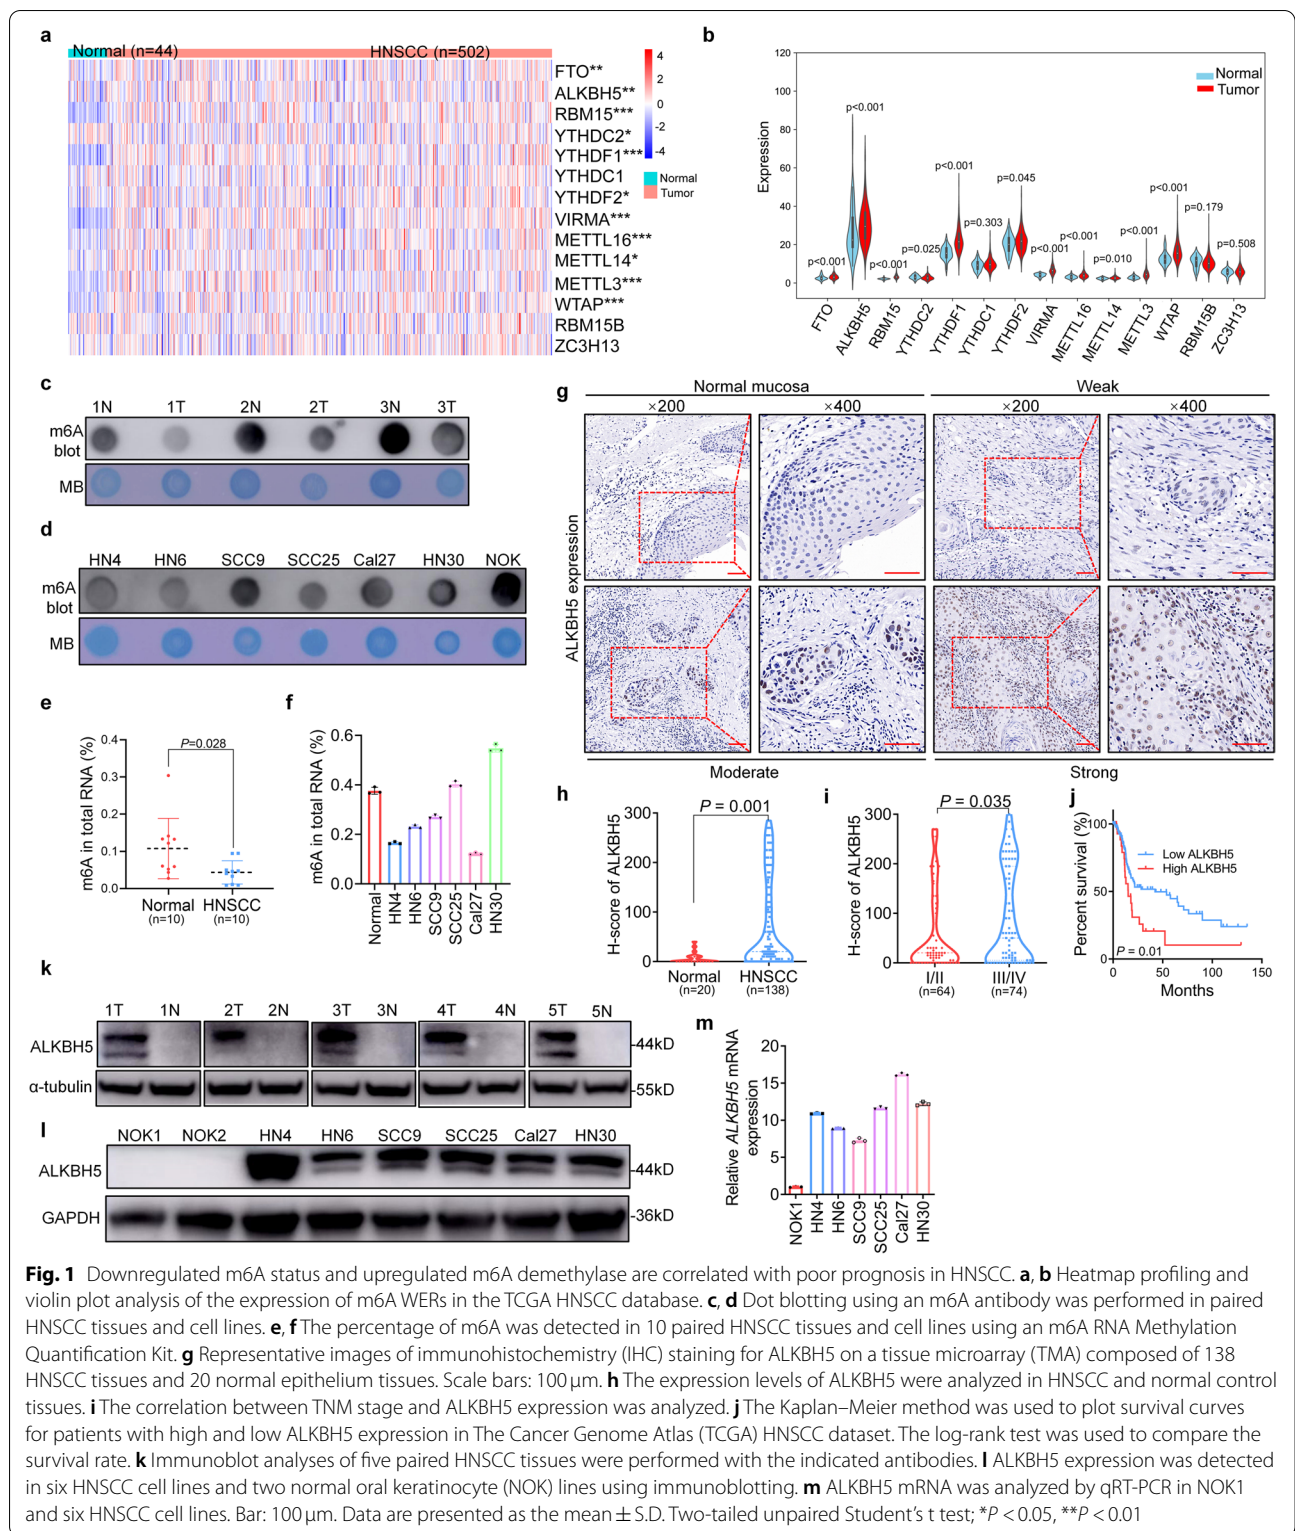 a
Normal (n=44)
HNSCC (n=502)
FTO**
ALKBH5**
RBM15***
YTHDC2*
YTHDF1***
YTHDC1
YTHDF2*
VIRMA***
METTL16***
METTL14*
METTL3***
WTAP***
RBM15B
ZC3H13
4
2
0
-2
-4
Normal
Tumor
b
Expression
120
100
80
60
40
20
0
Normal
Tumor
p<0.001
p<0.001
p<0.001
p=0.025
p<0.001
p=0.303
p=0.045
p<0.001
p<0.001
p=0.010
p<0.001
p<0.001
p=0.179
p=0.508
FTO
ALKBH5
RBM15
YTHDC2
YTHDF1
YTHDC1
YTHDF2
VIRMA
METTL16
METTL14
METTL3
WTAP
RBM15B
ZC3H13
c
1N 1T 2N 2T 3N 3T
m6A
blot
MB
d
HN4 HN6 SCC9 SCC25 Cal27 HN30 NOK
m6A
blot
MB
e
m6A in total RNA (%)
0.4
0.3
0.2
0.1
0.0
P=0.028
Normal
(n=10)
HNSCC
(n=10)
f
m6A in total RNA (%)
0.6
0.4
0.2
0.0
Normal
HN4
HN6
SCC9
SCC25
Cal27
HN30
g
Normal mucosa
Weak
×200 ×400 ×200 ×400
ALKBH5 expression
Moderate
Strong
h
H-score of ALKBH5
300
200
100
0
P = 0.001
Normal
(n=20)
HNSCC
(n=138)
i
H-score of ALKBH5
300
200
100
0
P = 0.035
I/II
(n=64)
III/IV
(n=74)
j
Percent survival (%)
100
50
0
Low ALKBH5
High ALKBH5
P = 0.01
0 50 100 150
Months
k
1T 1N 2T 2N 3T 3N 4T 4N 5T 5N
ALKBH5
-44kD
α-tubulin
-55kD
l
NOK1 NOK2 HN4 HN6 SCC9 SCC25 Cal27 HN30
ALKBH5
-44kD
GAPDH
-36kD
m
Relative ALKBH5 mRNA
expression
20
15
10
5
0
NOK1
HN4
HN6
SCC9
SCC25
Cal27
HN30
Fig. 1 Downregulated m6A status and upregulated m6A demethylase are correlated with poor prognosis in HNSCC. a, b Heatmap profiling and
violin plot analysis of the expression of m6A WERs in the TCGA HNSCC database. c, d Dot blotting using an m6A antibody was performed in paired
HNSCC tissues and cell lines. e, f The percentage of m6A was detected in 10 paired HNSCC tissues and cell lines using an m6A RNA Methylation
Quantification Kit. g Representative images of immunohistochemistry (IHC) staining for ALKBH5 on a tissue microarray (TMA) composed of 138
HNSCC tissues and 20 normal epithelium tissues. Scale bars: 100 μm. h The expression levels of ALKBH5 were analyzed in HNSCC and normal control
tissues. i The correlation between TNM stage and ALKBH5 expression was analyzed. j The Kaplan–Meier method was used to plot survival curves
for patients with high and low ALKBH5 expression in The Cancer Genome Atlas (TCGA) HNSCC dataset. The log-rank test was used to compare the
survival rate. k Immunoblot analyses of five paired HNSCC tissues were performed with the indicated antibodies. l ALKBH5 expression was detected
in six HNSCC cell lines and two normal oral keratinocyte (NOK) lines using immunoblotting. m ALKBH5 mRNA was analyzed by qRT-PCR in NOK1
and six HNSCC cell lines. Bar: 100 μm. Data are presented as the mean ± S.D. Two-tailed unpaired Student's t test; *P < 0.05, **P < 0.01